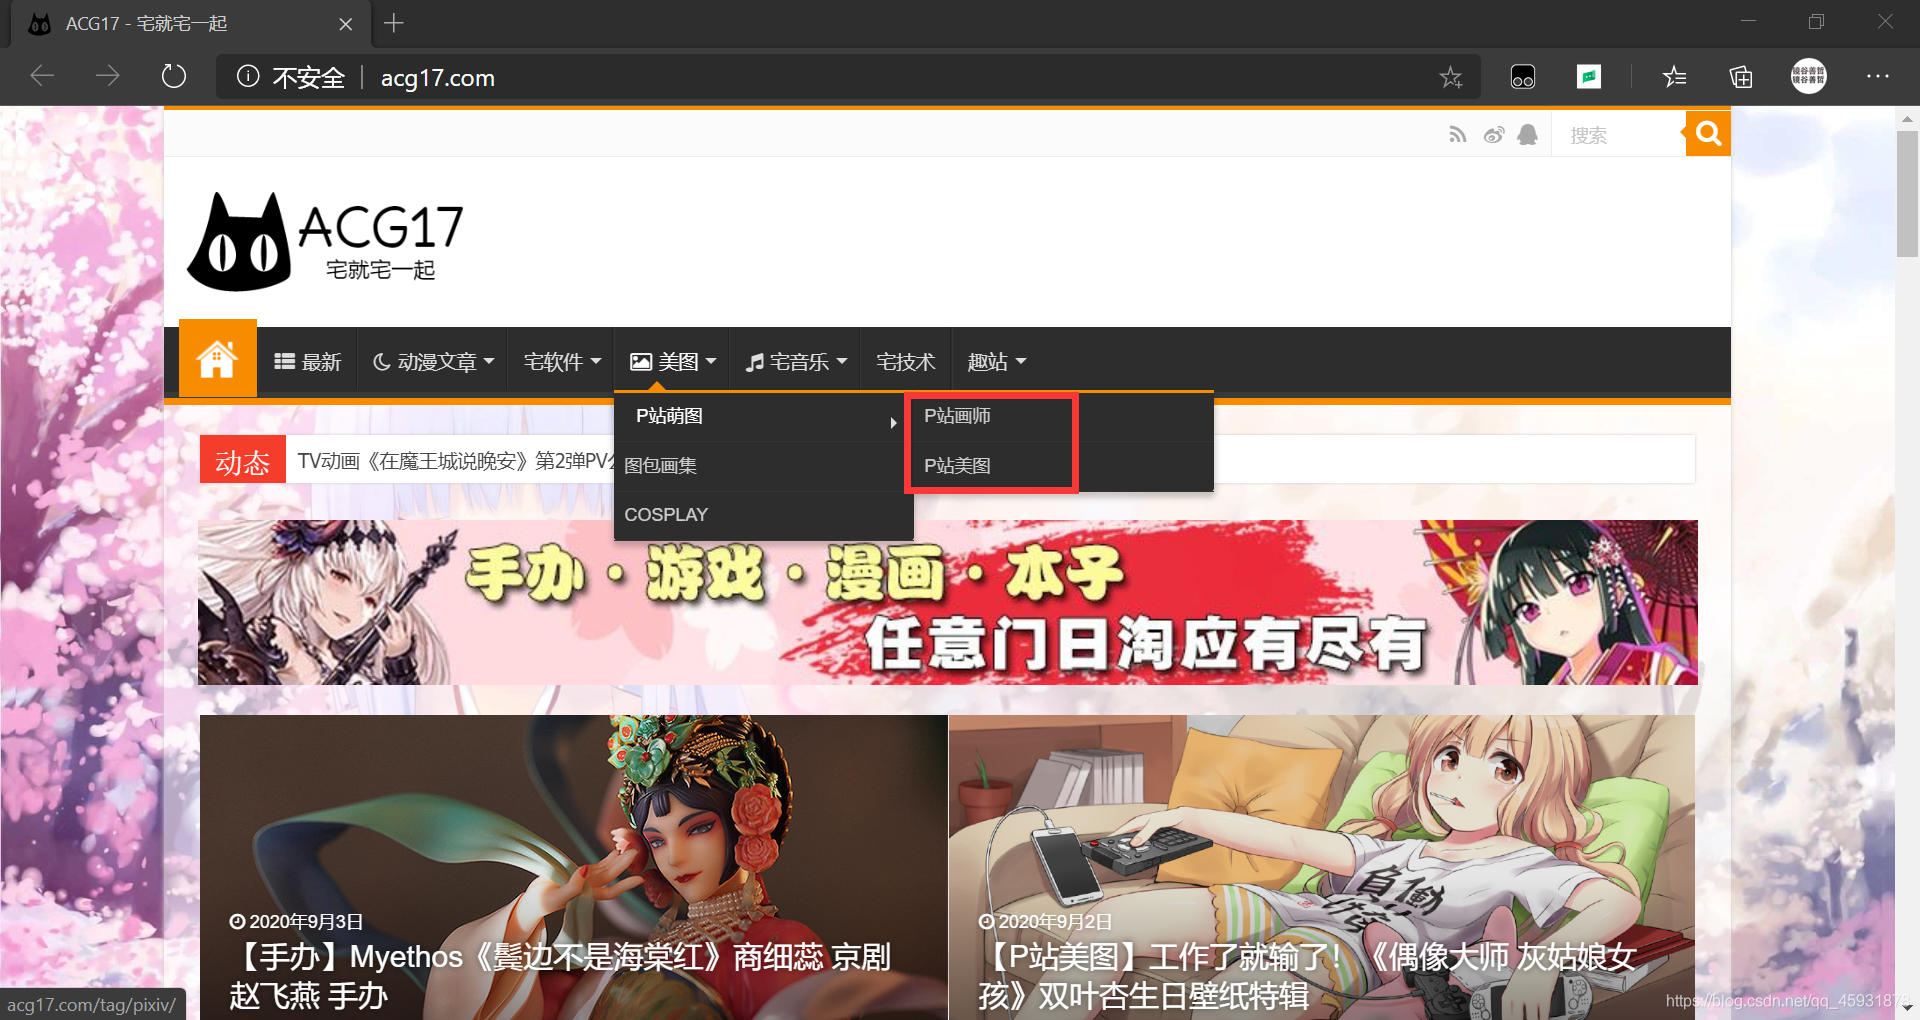 ACG17 - 宅就宅一起
不安全
acg17.com
搜索
ACG17
宅就宅一起
最新
动漫文章
宅软件
美图
宅音乐
宅技术
趣站
P站萌图
P站画师
图包画集
P站美图
COSPLAY
动态
TV动画《在魔王城说晚安》第2弹PV
手办·游戏·漫画·本子
任意门日淘应有尽有
2020年9月3日
【手办】Myethos《鬓边不是海棠红》商细蕊 京剧
赵飞燕 手办
2020年9月2日
【P站美图】工作了就输了！《偶像大师 灰姑娘女
孩》双叶杏生日壁纸特辑
acg17.com/tag/pixiv/